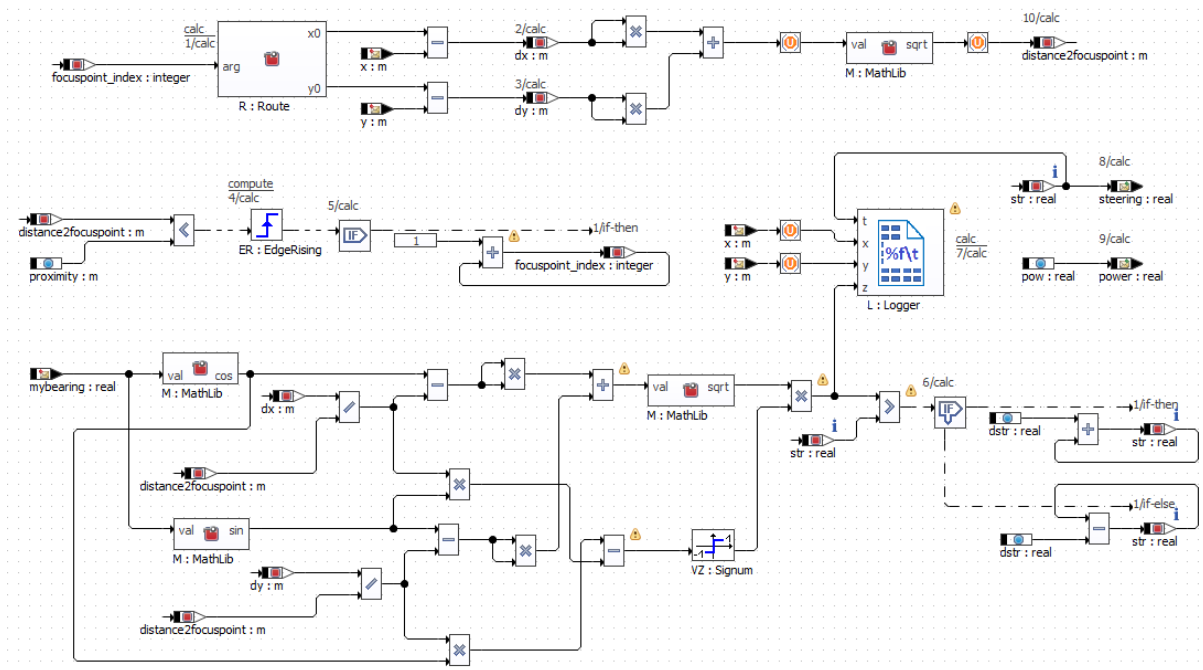 calc
1/calc
x0
arg
y0
R : Route
focuspoint_index : integer
x : m
y : m
2/calc
dx : m
3/calc
dy : m
U
val
sqrt
M : MathLib
U
10/calc
distance2focuspoint : m
distance2focuspoint : m
proximity : m
compute
4/calc
ER : EdgeRising
5/calc
IF
1/if-then
1
focuspoint_index : integer
str : real
8/calc
steering : real
x : m
U
y : m
U
t
x
y
z
%f\t
L : Logger
calc
7/calc
9/calc
pow : real
power : real
mybearing : real
val
cos
M : MathLib
dx : m
distance2focuspoint : m
val
sqrt
M : MathLib
str : real
6/calc
IF
1/if-then
dstr : real
str : real
val
sin
M : MathLib
dy : m
distance2focuspoint : m
-1
1
VZ : Signum
1/if-else
dstr : real
str : real